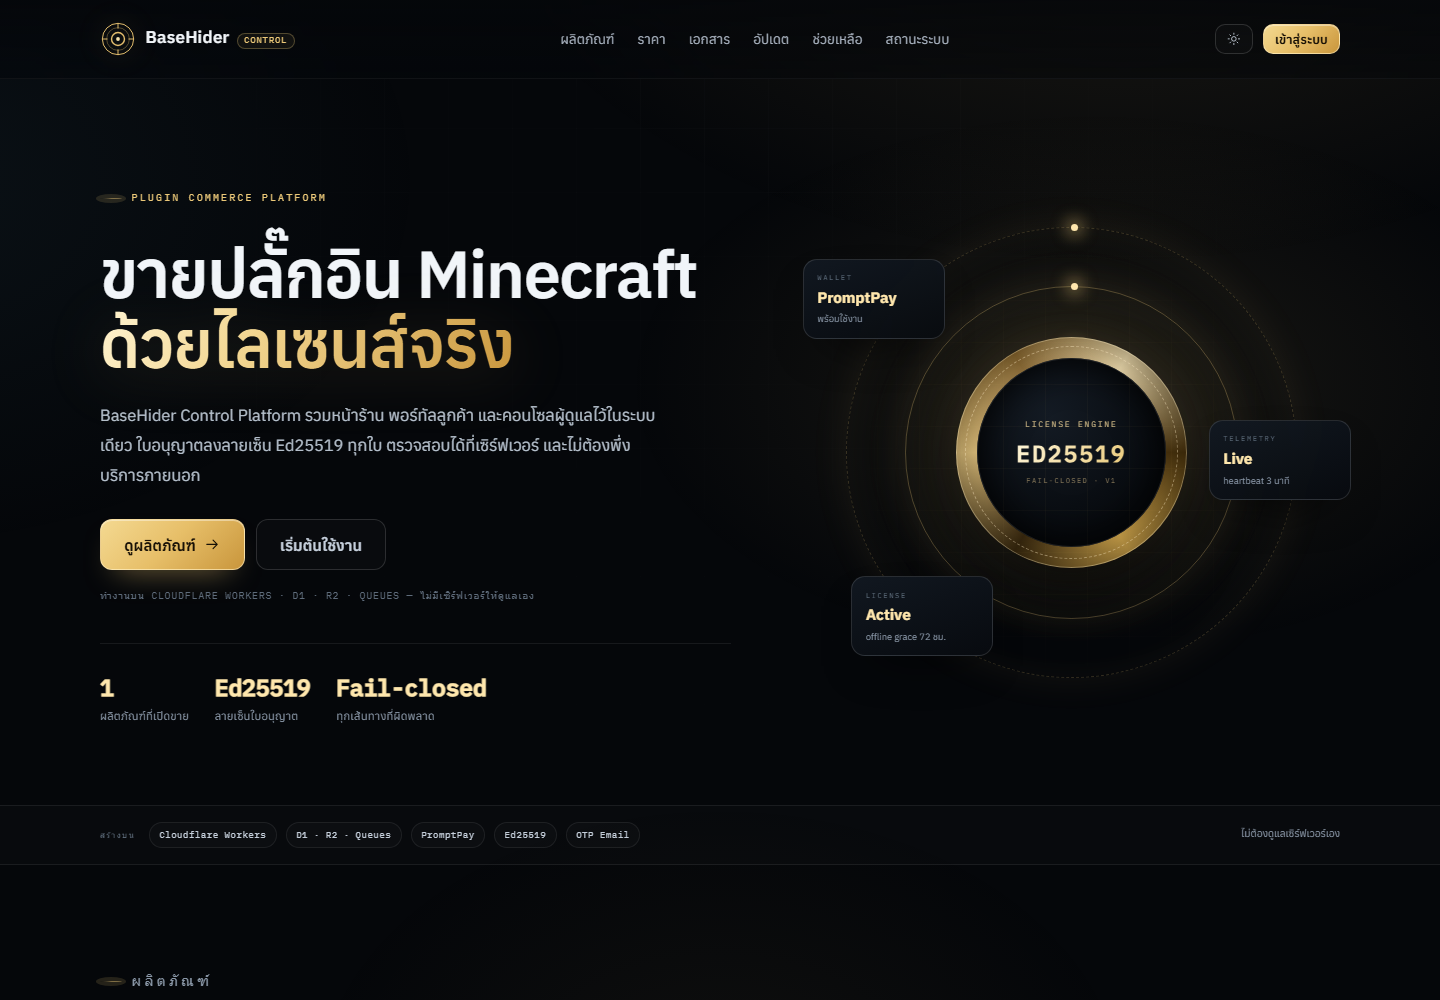 BaseHider CONTROL
ผลิตภัณฑ์ ราคา เอกสาร อัปเดต ช่วยเหลือ สถานะระบบ
เข้าสู่ระบบ
PLUGIN COMMERCE PLATFORM
ขายปลั๊กอิน Minecraft
ด้วยไลเซนส์จริง
BaseHider Control Platform รวมหน้าร้าน พอร์ทัลลูกค้า และคอนโซลผู้ดูแลไว้ในระบบ
เดียว ใบอนุญาตลงลายเซ็น Ed25519 ทุกใบ ตรวจสอบได้ที่เซิร์ฟเวอร์ และไม่ต้องพึ่ง
บริการภายนอก
ดูผลิตภัณฑ์ →
เริ่มต้นใช้งาน
ทำงานบน CLOUDFLARE WORKERS · D1 · R2 · QUEUES — ไม่มีเซิร์ฟเวอร์ให้ดูแลเอง
1
ผลิตภัณฑ์ที่เปิดขาย
Ed25519
ลายเซ็นใบอนุญาต
Fail-closed
ทุกเส้นทางที่ผิดพลาด
WALLET
PromptPay
พร้อมใช้งาน
LICENSE ENGINE
ED25519
FAIL-CLOSED · V1
TELEMETRY
Live
heartbeat 3 นาที
LICENSE
Active
offline grace 72 ชม.
สร้างบน Cloudflare Workers D1 · R2 · Queues PromptPay Ed25519 OTP Email
ไม่ต้องดูแลเซิร์ฟเวอร์เอง
ผลิตภัณฑ์